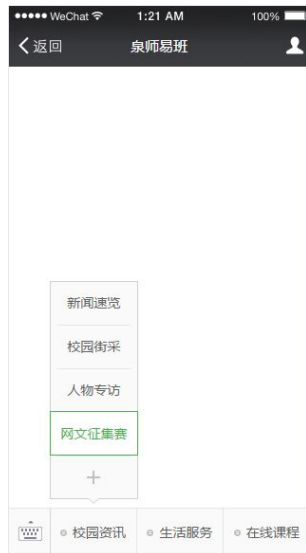 WeChat 1:21 AM 100%
返回 泉师易班
新闻速览
校园街采
人物专访
网文征集赛
+
校园资讯 生活服务 在线课程